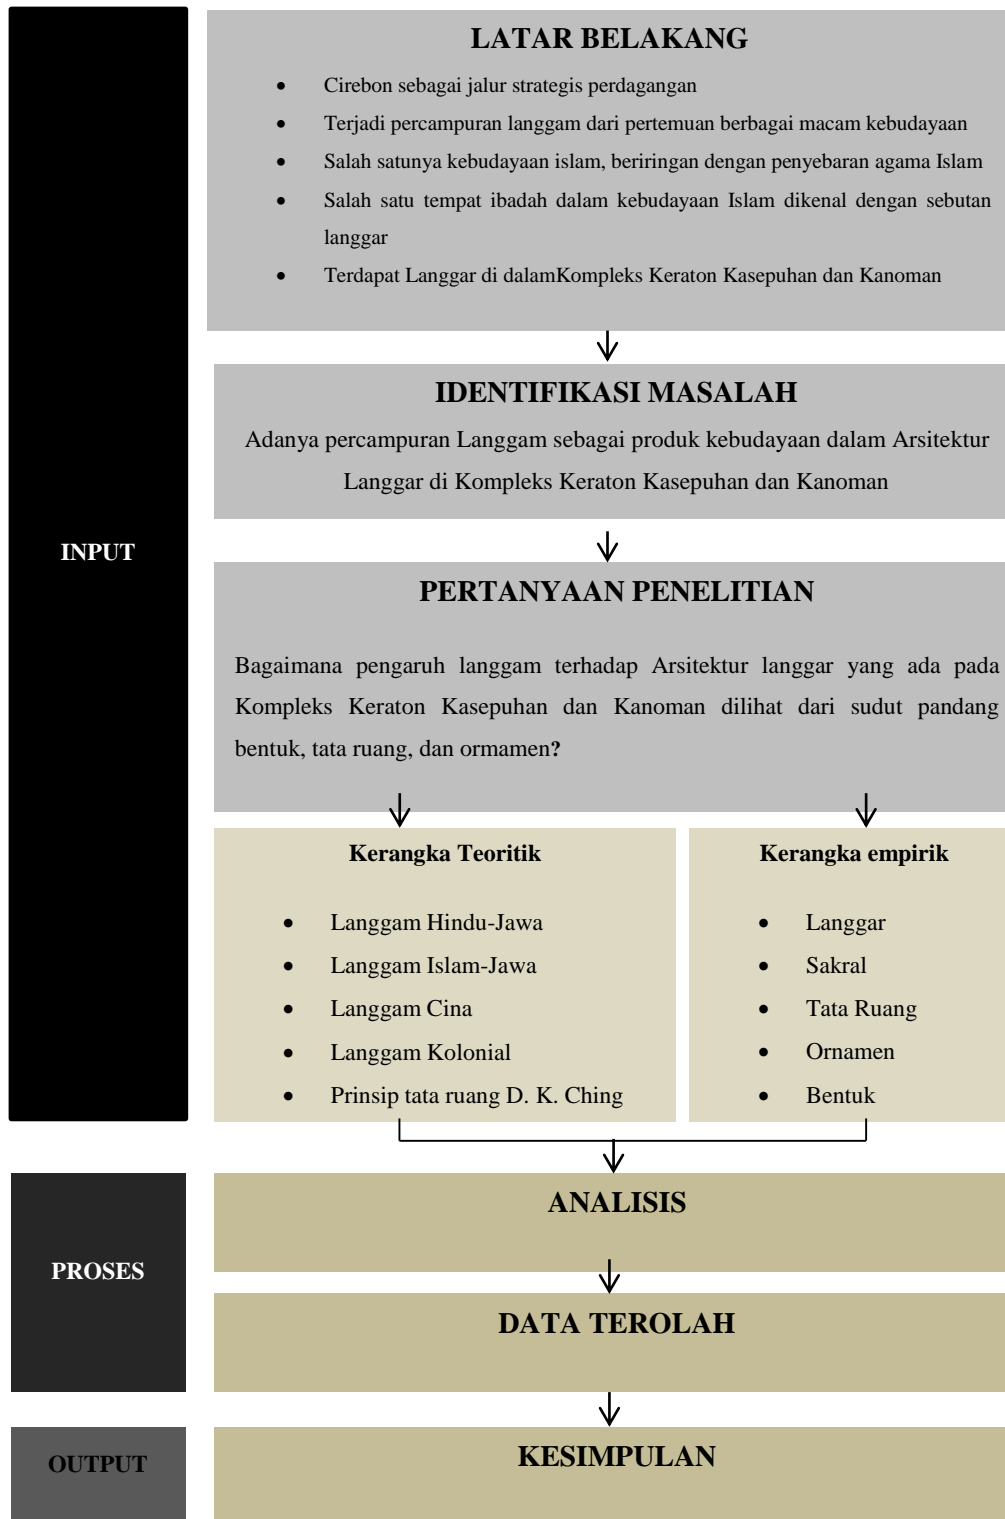 LATAR BELAKANG
• Cirebon sebagai jalur strategis perdagangan
• Terjadi percampuran langgam dari pertemuan berbagai macam kebudayaan
• Salah satunya kebudayaan islam, beriringan dengan penyebaran agama Islam
• Salah satu tempat ibadah dalam kebudayaan Islam dikenal dengan sebutan
langgar
• Terdapat Langgar di dalamKompleks Keraton Kasepuhan dan Kanoman
IDENTIFIKASI MASALAH
Adanya percampuran Langgam sebagai produk kebudayaan dalam Arsitektur
Langgar di Kompleks Keraton Kasepuhan dan Kanoman
INPUT
PERTANYAAN PENELITIAN
Bagaimana pengaruh langgam terhadap Arsitektur langgar yang ada pada
Kompleks Keraton Kasepuhan dan Kanoman dilihat dari sudut pandang
bentuk, tata ruang, dan ormamen?
Kerangka Teoritik
• Langgam Hindu-Jawa
• Langgam Islam-Jawa
• Langgam Cina
• Langgam Kolonial
• Prinsip tata ruang D. K. Ching
Kerangka empirik
• Langgar
• Sakral
• Tata Ruang
• Ornamen
• Bentuk
PROSES
ANALISIS
DATA TEROLAH
OUTPUT
KESIMPULAN